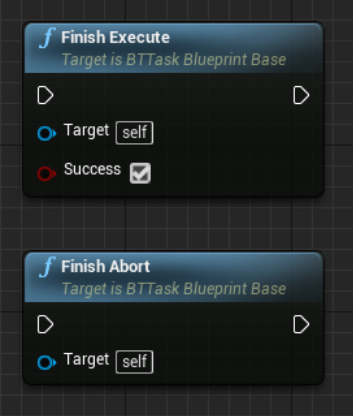 f Finish Execute
Target is BTTask Blueprint Base
Target self
Success
f Finish Abort
Target is BTTask Blueprint Base
Target self